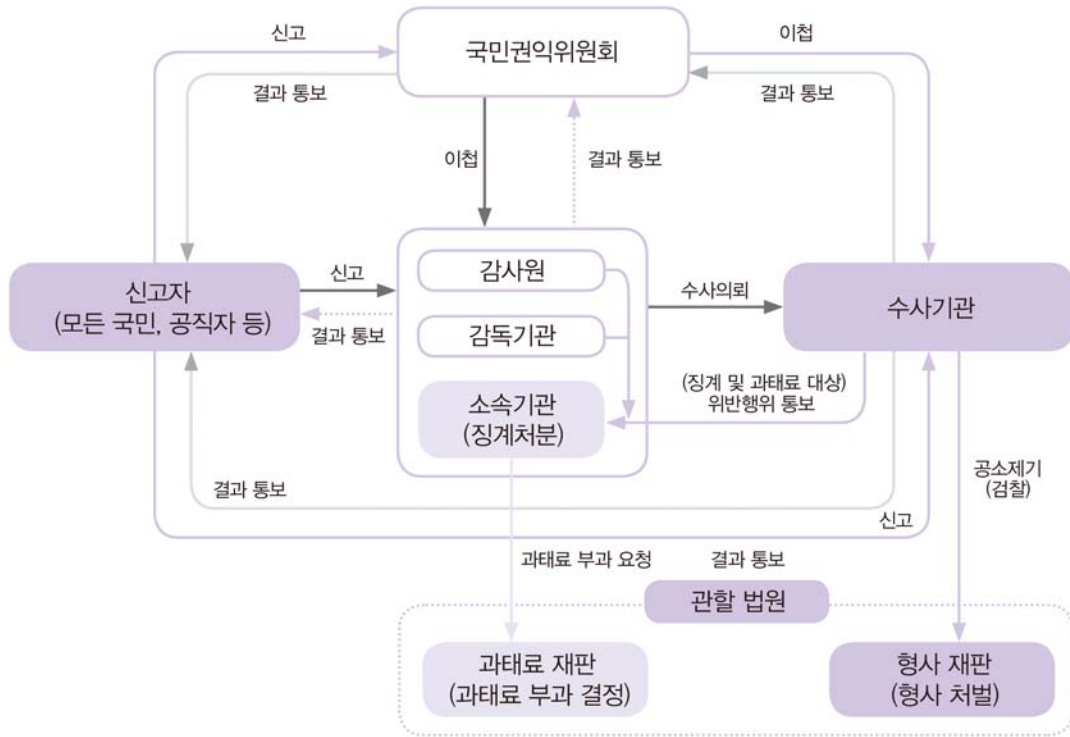 신고
국민권익위원회
이첩
결과 통보
결과 통보
이첩
결과 통보
신고자
(모든 국민, 공직자 등)
신고
결과 통보
감사원
감독기관
소속기관
(징계처분)
수사의뢰
수사기관
(징계 및 과태료 대상)
위반행위 통보
결과 통보
공소제기
(검찰)
신고
과태료 부과 요청
결과 통보
관할 법원
과태료 재판
(과태료 부과 결정)
형사 재판
(형사 처벌)